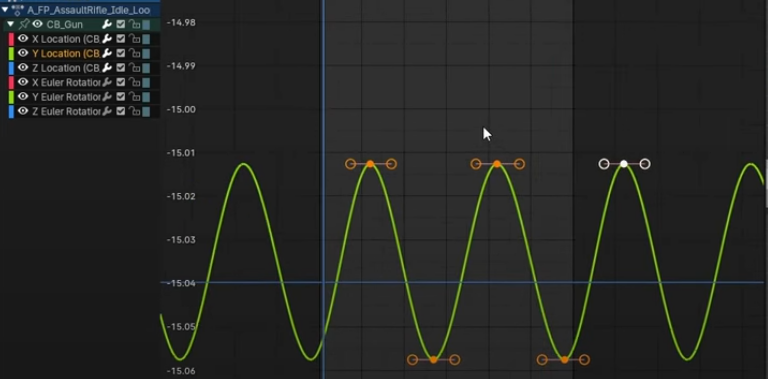 A_FP_AssaultRifle_Idle_Loo
CB_Gun
X Location (CB
Y Location (CB
Z Location (CB
X Euler Rotation
Y Euler Rotation
Z Euler Rotation
-14.98
-14.99
-15.00
-15.01
-15.02
-15.03
-15.04
-15.05
-15.06